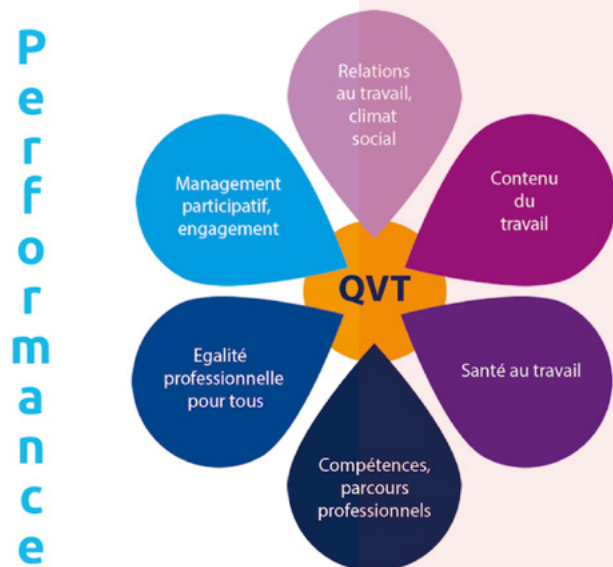 Performance
Relations
au travail,
climat
social
Management
participatif,
engagement
Contenu
du
travail
QVT
Egalité
professionnelle
pour tous
Santé au travail
Compétences,
parcours
professionnels